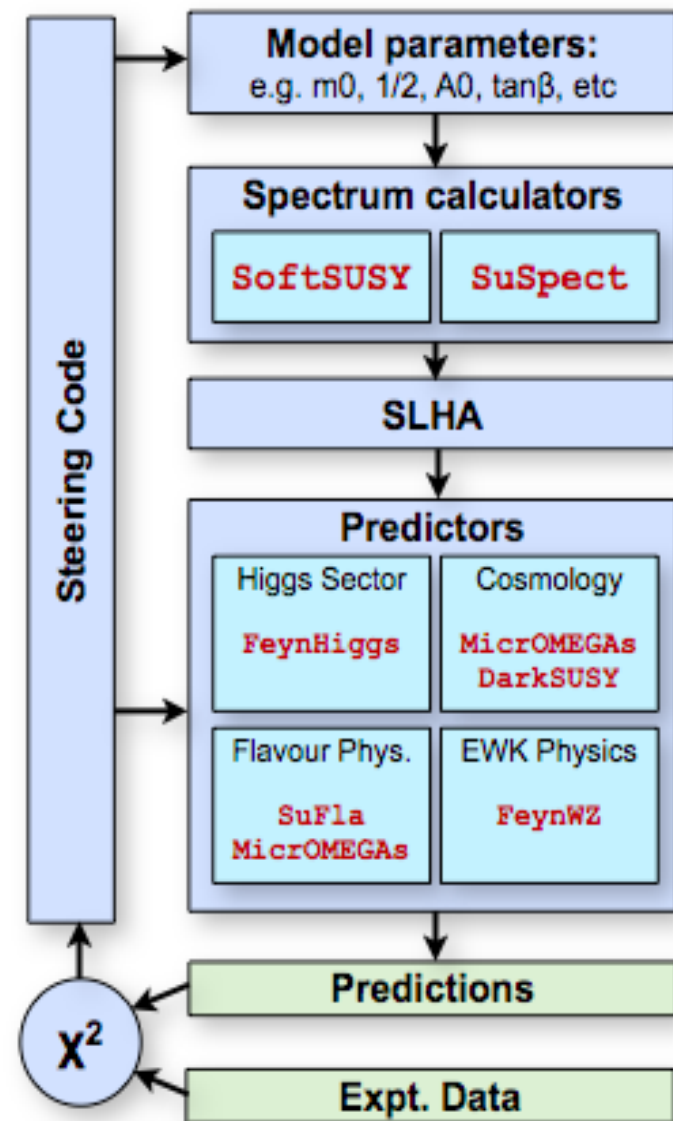 Steering Code
Model parameters:
e.g. m0, 1/2, A0, tanβ, etc
Spectrum calculators
SoftSUSY
SuSpect
SLHA
Predictors
Higgs Sector
FeynHiggs
Cosmology
MicrOMEGAs
DarkSUSY
Flavour Phys.
SuFla
MicrOMEGAs
EWK Physics
FeynWZ
Predictions
χ²
Expt. Data